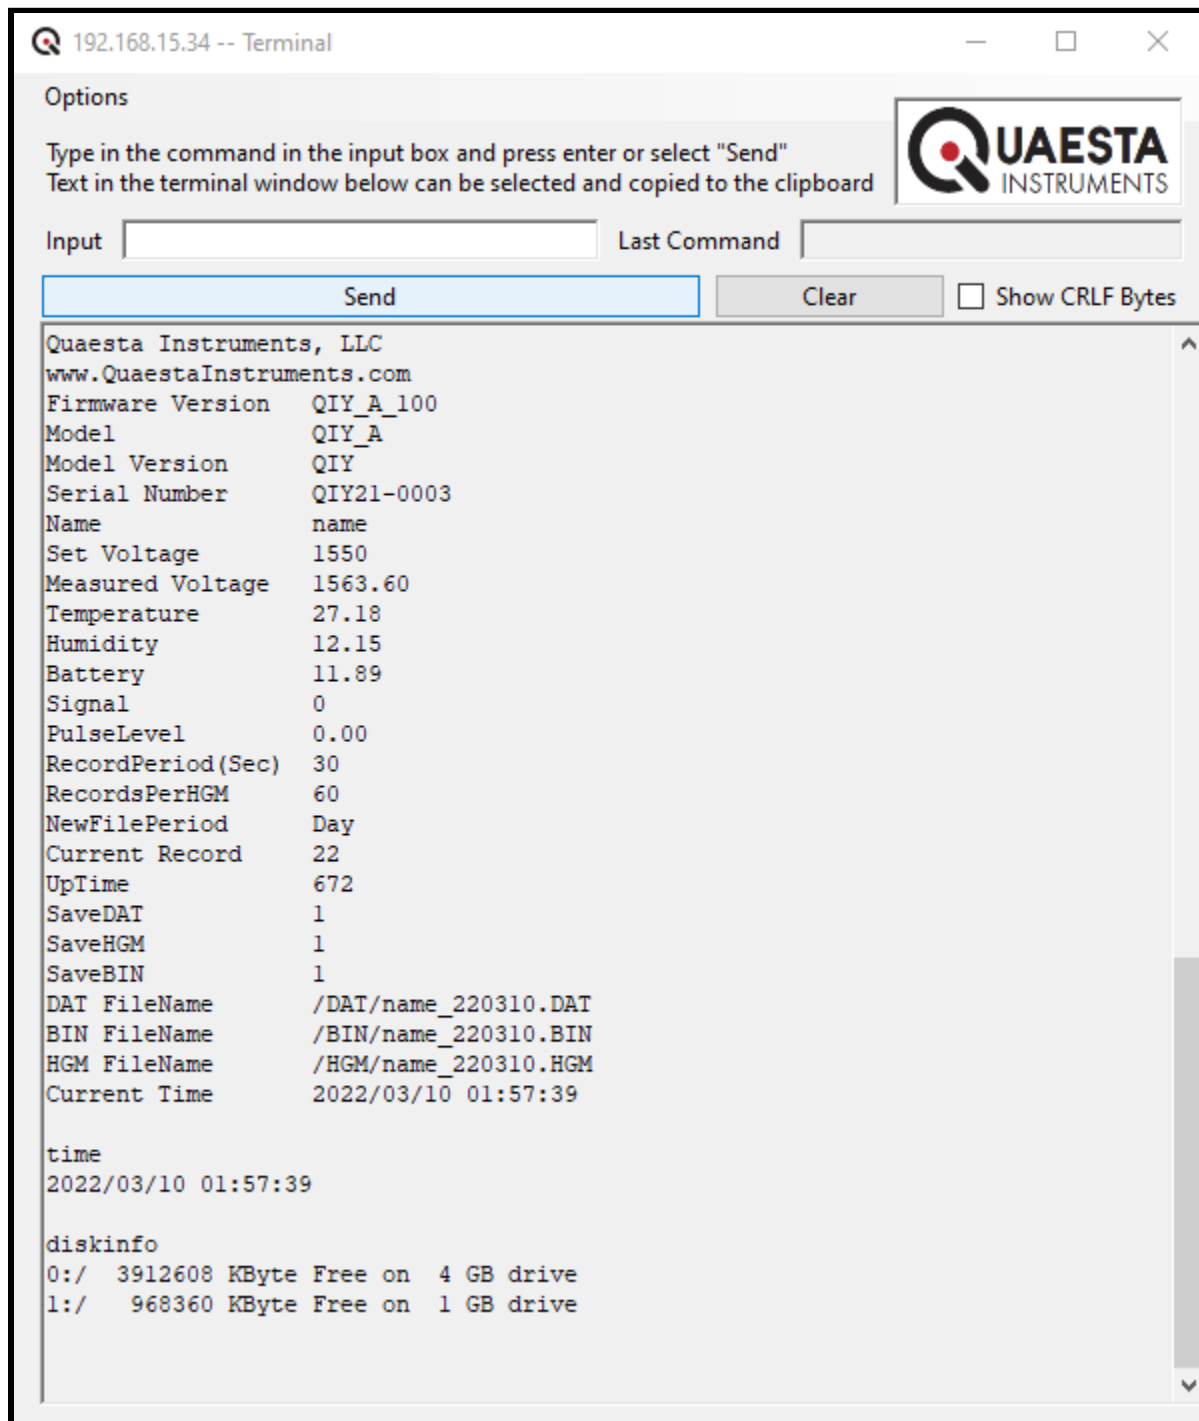 192.168.15.34 -- Terminal
Options
Type in the command in the input box and press enter or select "Send"
Text in the terminal window below can be selected and copied to the clipboard
QUAESTA
INSTRUMENTS
Input
Last Command
Send
Clear
Show CRLF Bytes
Quaesta Instruments, LLC
www.QuaestaInstruments.com
Firmware Version   QIY_A_100
Model              QIY_A
Model Version      QIY
Serial Number      QIY21-0003
Name               name
Set Voltage        1550
Measured Voltage   1563.60
Temperature        27.18
Humidity           12.15
Battery            11.89
Signal             0
PulseLevel         0.00
RecordPeriod(Sec)  30
RecordsPerHGM      60
NewFilePeriod      Day
Current Record     22
UpTime             672
SaveDAT            1
SaveHGM            1
SaveBIN            1
DAT FileName       /DAT/name_220310.DAT
BIN FileName       /BIN/name_220310.BIN
HGM FileName       /HGM/name_220310.HGM
Current Time       2022/03/10 01:57:39
time
2022/03/10 01:57:39
diskinfo
0:/  3912608 KByte Free on  4 GB drive
1:/   968360 KByte Free on  1 GB drive